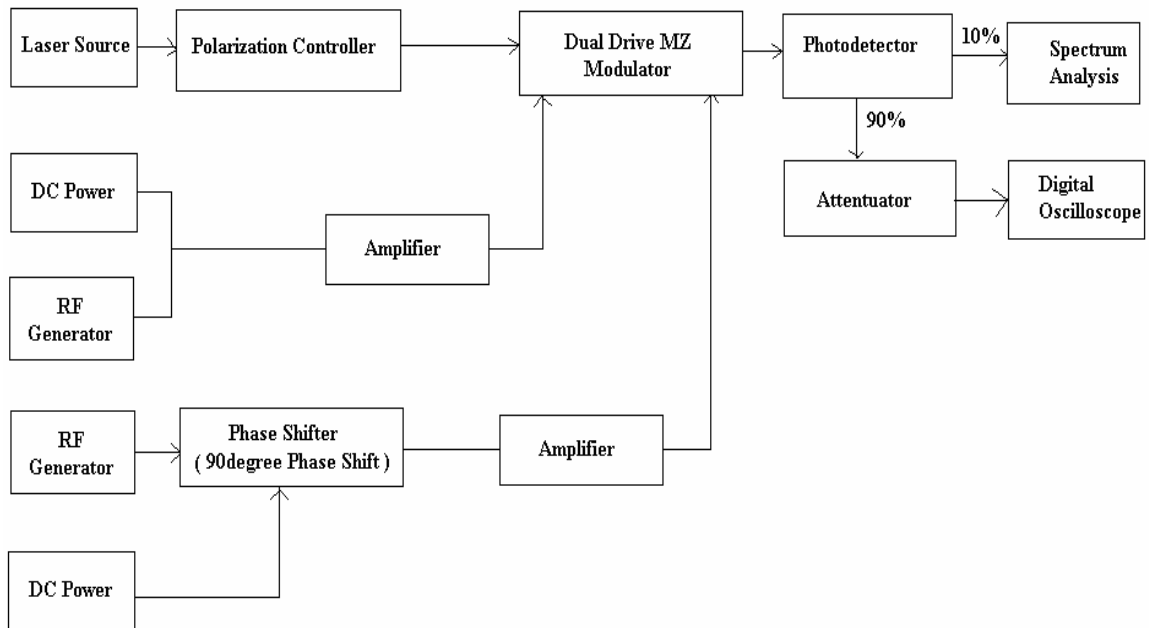 Laser Source
Polarization Controller
Dual Drive MZ
Modulator
Photodetector
10%
Spectrum
Analysis
90%
DC Power
Amplifier
Attentuator
Digital
Oscilloscope
RF
Generator
RF
Generator
Phase Shifter
( 90degree Phase Shift )
Amplifier
DC Power